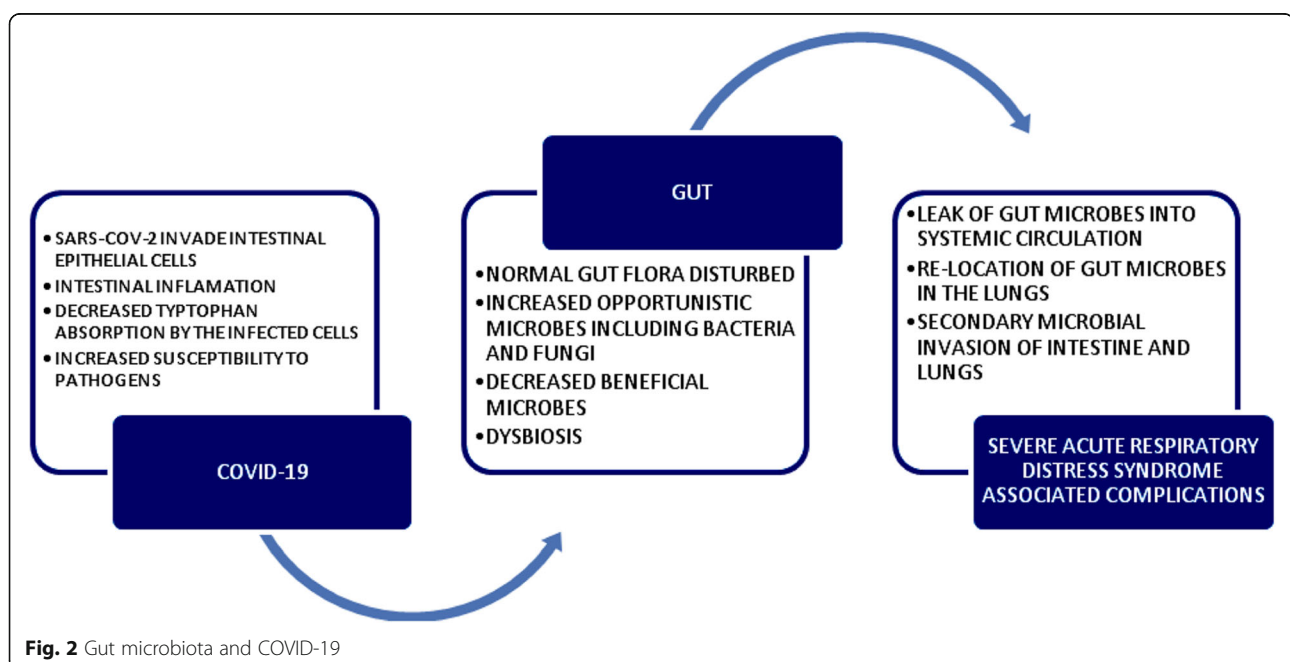 • SARS-COV-2 INVADE INTESTINAL
EPITHELIAL CELLS
• INTESTINAL INFLAMATION
• DECREASED TYPTOPHAN
ABSORPTION BY THE INFECTED CELLS
• INCREASED SUSCEPTIBILITY TO
PATHOGENS
COVID-19
GUT
• NORMAL GUT FLORA DISTURBED
• INCREASED OPPORTUNISTIC
MICROBES INCLUDING BACTERIA
AND FUNGI
• DECREASED BENEFICIAL
MICROBES
• DYSBIOSIS
• LEAK OF GUT MICROBES INTO
SYSTEMIC CIRCULATION
• RE-LOCATION OF GUT MICROBES
IN THE LUNGS
• SECONDARY MICROBIAL
INVASION OF INTESTINE AND
LUNGS
SEVERE ACUTE RESPIRATORY
DISTRESS SYNDROME
ASSOCIATED COMPLICATIONS
Fig. 2 Gut microbiota and COVID-19